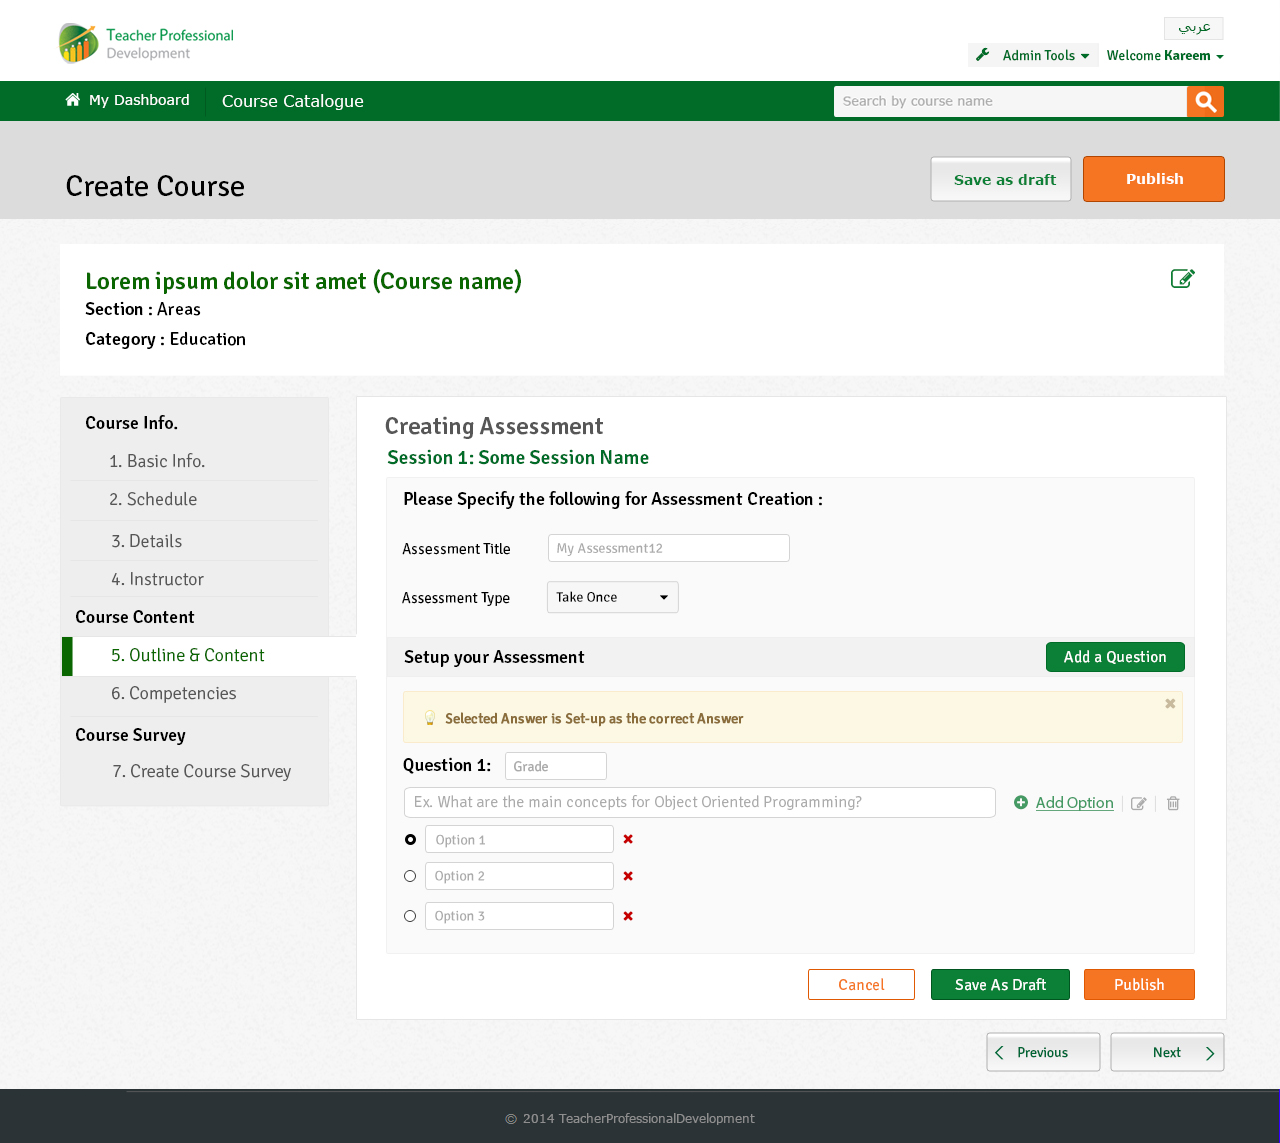 Teacher Professional
Development
عربي
Admin Tools
Welcome Kareem
My Dashboard
Course Catalogue
Search by course name
Create Course
Save as draft
Publish
Lorem ipsum dolor sit amet (Course name)
Section : Areas
Category : Education
Course Info.
1. Basic Info.
2. Schedule
3. Details
4. Instructor
Course Content
5. Outline & Content
6. Competencies
Course Survey
7. Create Course Survey
Creating Assessment
Session 1: Some Session Name
Please Specify the following for Assessment Creation :
Assessment Title
My Assessment12
Assessment Type
Take Once
Setup your Assessment
Add a Question
Selected Answer is Set-up as the correct Answer
Question 1:
Grade
Ex. What are the main concepts for Object Oriented Programming?
Add Option
Option 1
Option 2
Option 3
Cancel
Save As Draft
Publish
Previous
Next
© 2014 TeacherProfessionalDevelopment